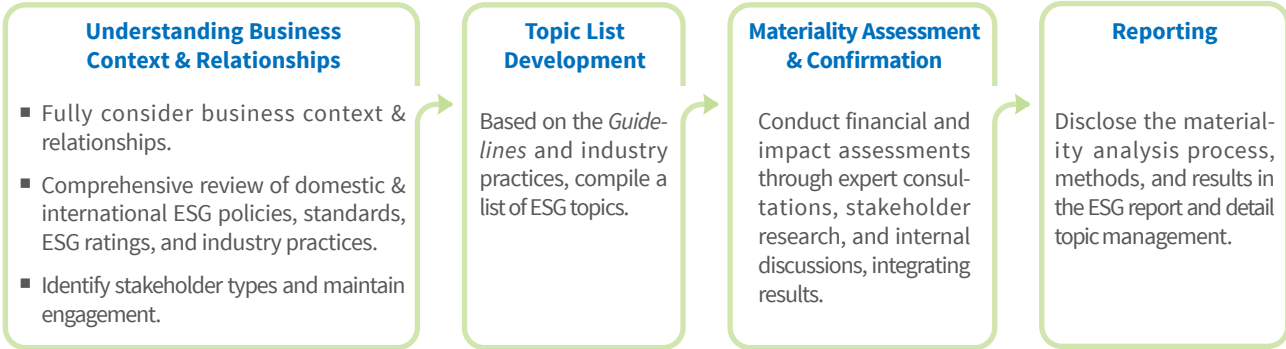 Understanding Business
Context & Relationships
■ Fully consider business context &
relationships.
■ Comprehensive review of domestic &
international ESG policies, standards,
ESG ratings, and industry practices.
■ Identify stakeholder types and maintain
engagement.
Topic List
Development
Based on the Guide-
lines and industry
practices, compile a
list of ESG topics.
Materiality Assessment
& Confirmation
Conduct financial and
impact assessments
through expert consul-
tations, stakeholder
research, and internal
discussions, integrating
results.
Reporting
Disclose the material-
ity analysis process,
methods, and results in
the ESG report and detail
topic management.